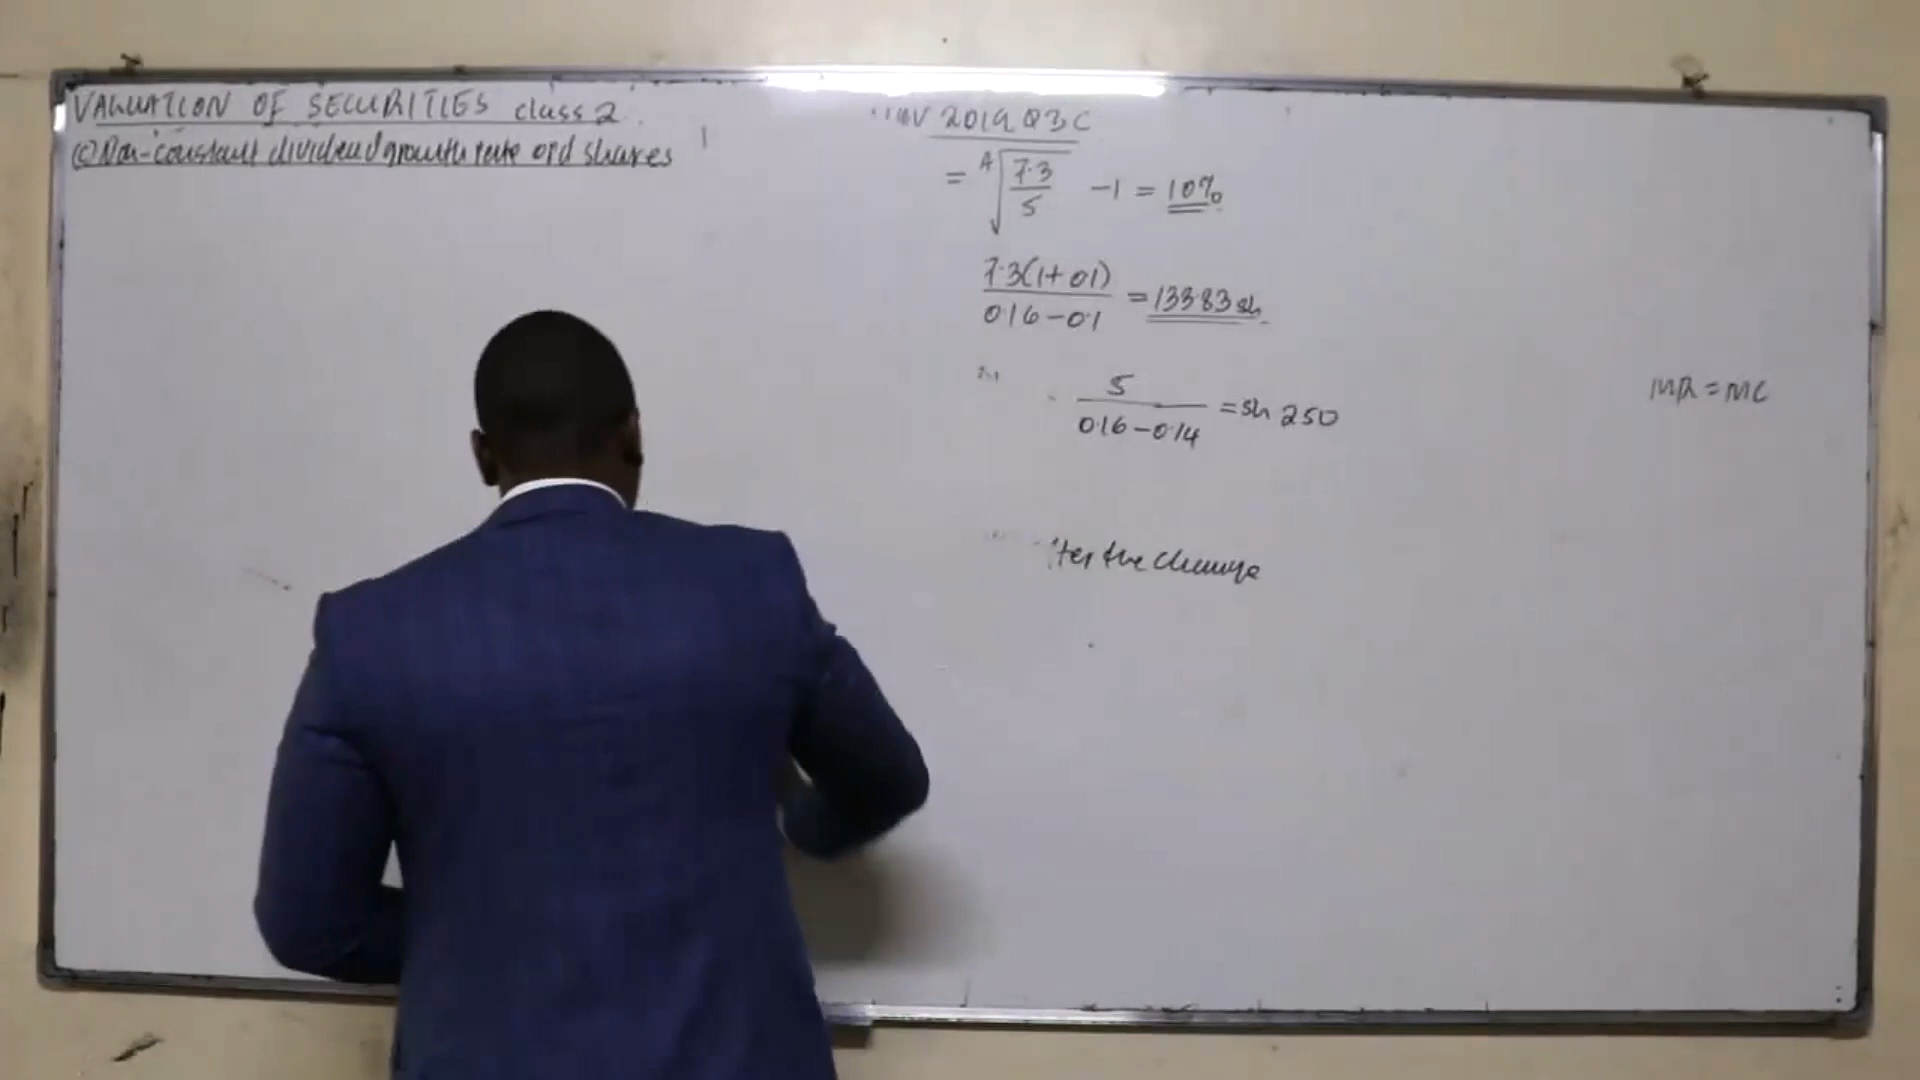 VALUATION OF SECURITIES class 2.
(c) Non-constant dividend growth rate ord shares
2019 Q3C
= 4√(7.3/5) - 1 = 10%
7.3(1 + 0.1) / 0.16 - 0.1 = 133.83 sh.
5 / 0.16 - 0.14 = sh 250
MR = MC
the change